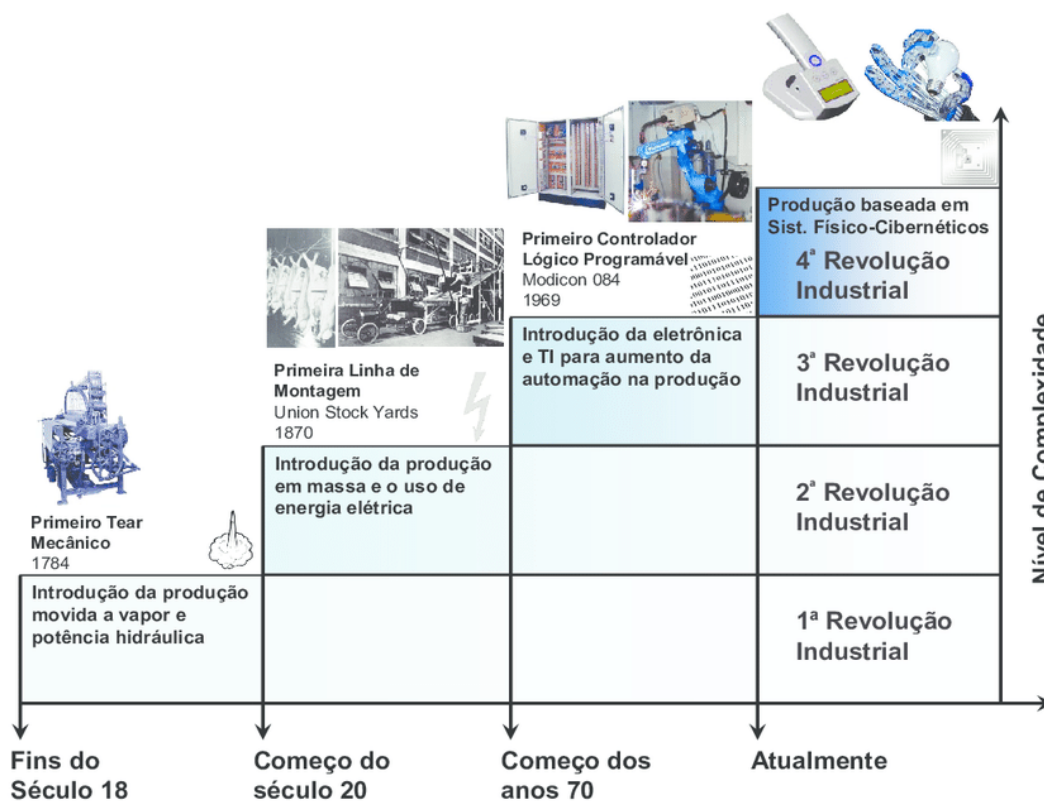 Produção baseada em
Sist. Físico-Cibernéticos
4ª Revolução
Industrial
Primeiro Controlador
Lógico Programável
Modicon 084
1969
Introdução da eletrônica
e TI para aumento da
automação na produção
3ª Revolução
Industrial
Primeira Linha de
Montagem
Union Stock Yards
1870
Introdução da produção
em massa e o uso de
energia elétrica
2ª Revolução
Industrial
Primeiro Tear
Mecânico
1784
Introdução da produção
movida a vapor e
potência hidráulica
1ª Revolução
Industrial
Nível de Complexidade
Fins do
Século 18
Começo do
século 20
Começo dos
anos 70
Atualmente